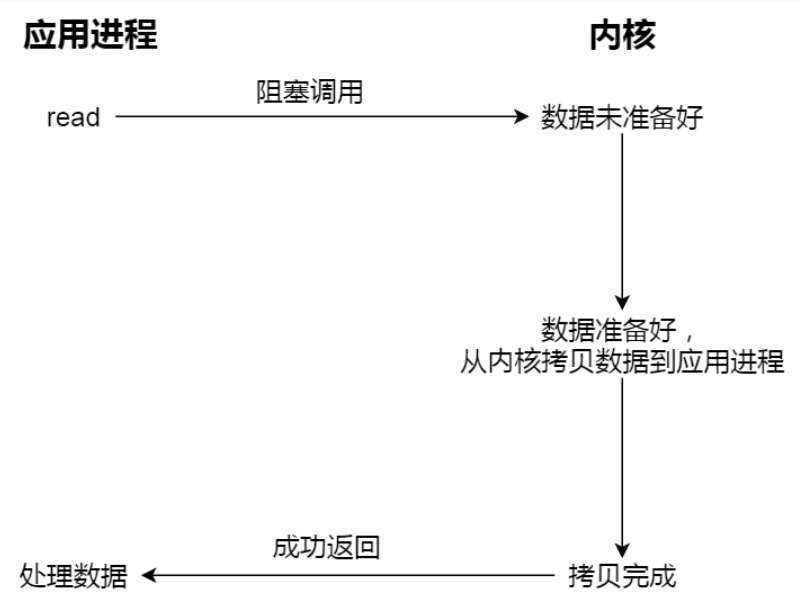 应用进程
内核
阻塞调用
read
数据未准备好
数据准备好，
从内核拷贝数据到应用进程
成功返回
处理数据
拷贝完成